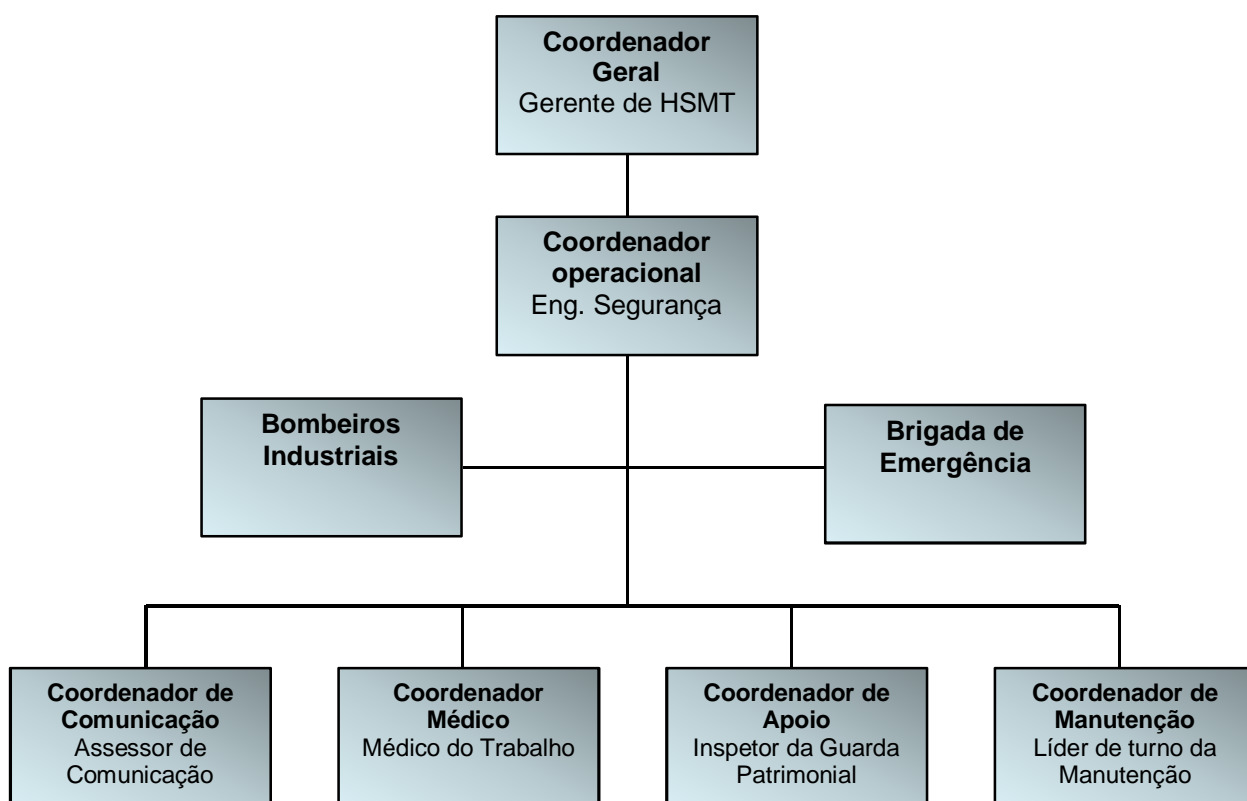 Coordenador
Geral
Gerente de HSMT
Coordenador
operacional
Eng. Segurança
Bombeiros
Industriais
Brigada de
Emergência
Coordenador de
Comunicação
Assessor de
Comunicação
Coordenador
Médico
Médico do Trabalho
Coordenador de
Apoio
Inspetor da Guarda
Patrimonial
Coordenador de
Manutenção
Líder de turno da
Manutenção